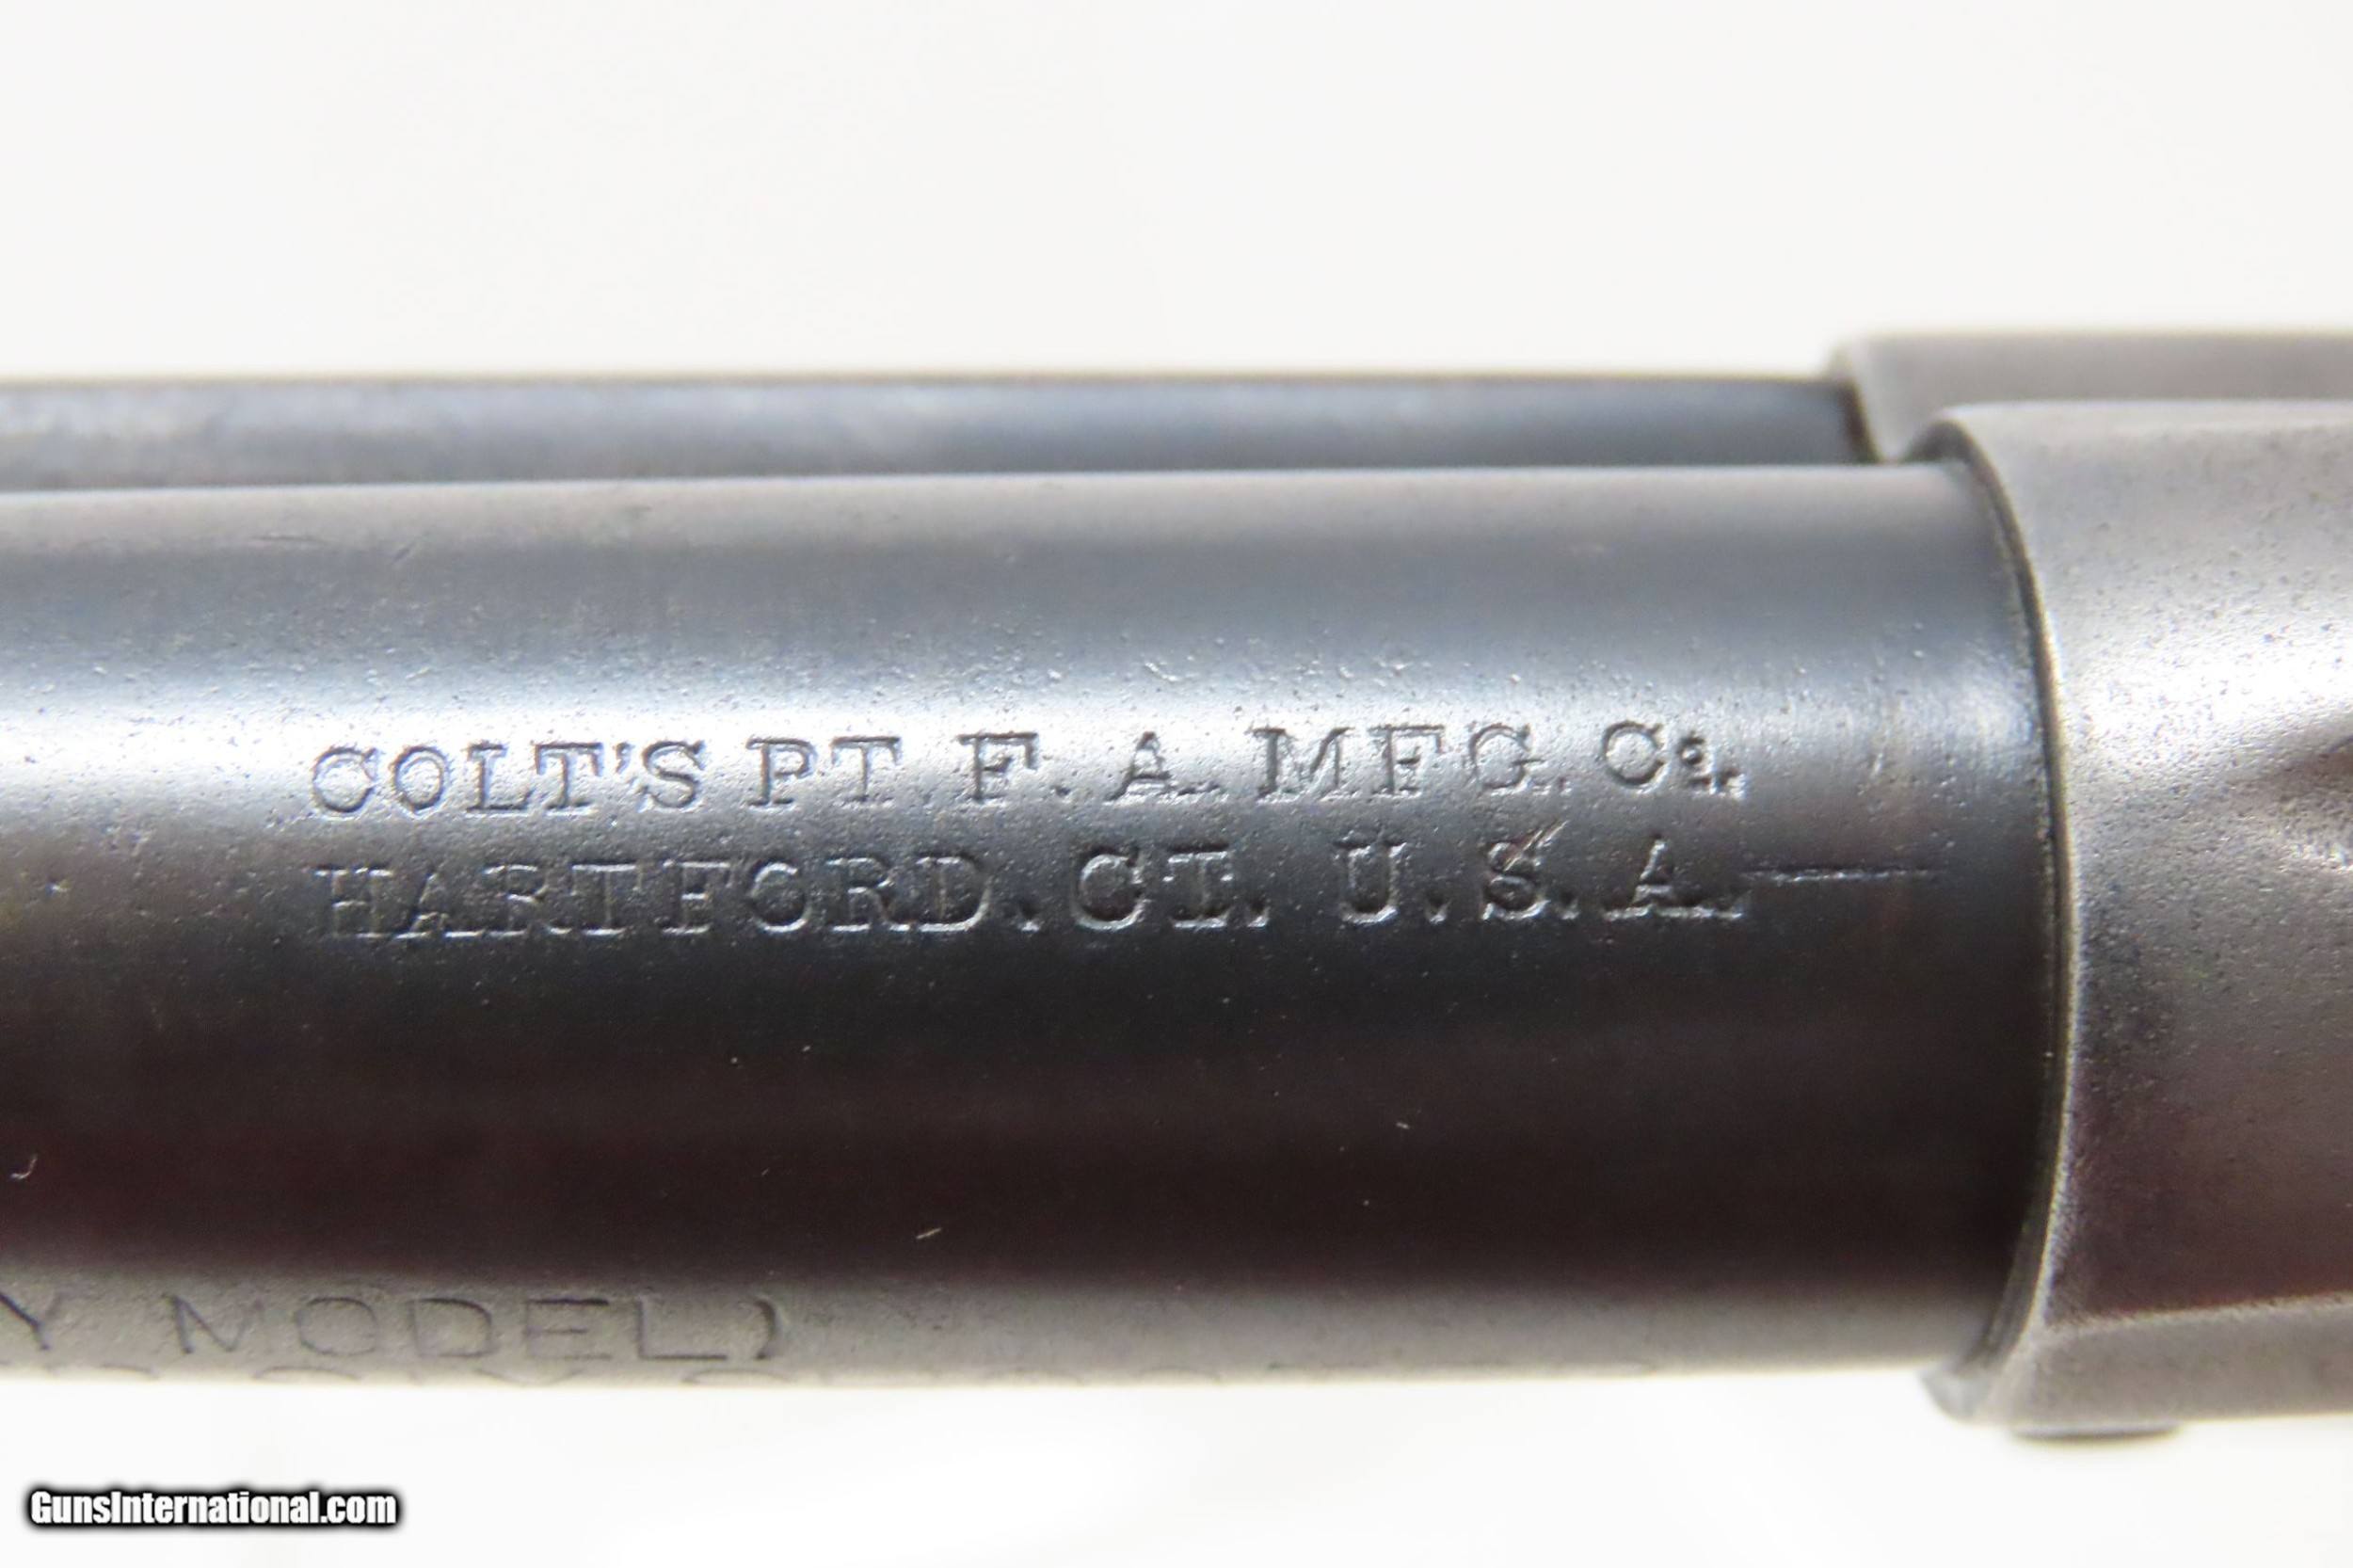 COLT'S PT. F. A. MFG. Co.
HARTFORD. CT. U.S.A.
Y MODEL)
GunsInternational.com